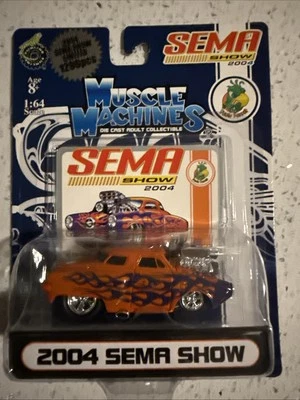 SEMA
SHOW
2004
Age
8+
1:64
MUSCLE
MACHINES
DIE CAST ADULT COLLECTIBLE
SEMA
SHOW
2004
2004 SEMA SHOW